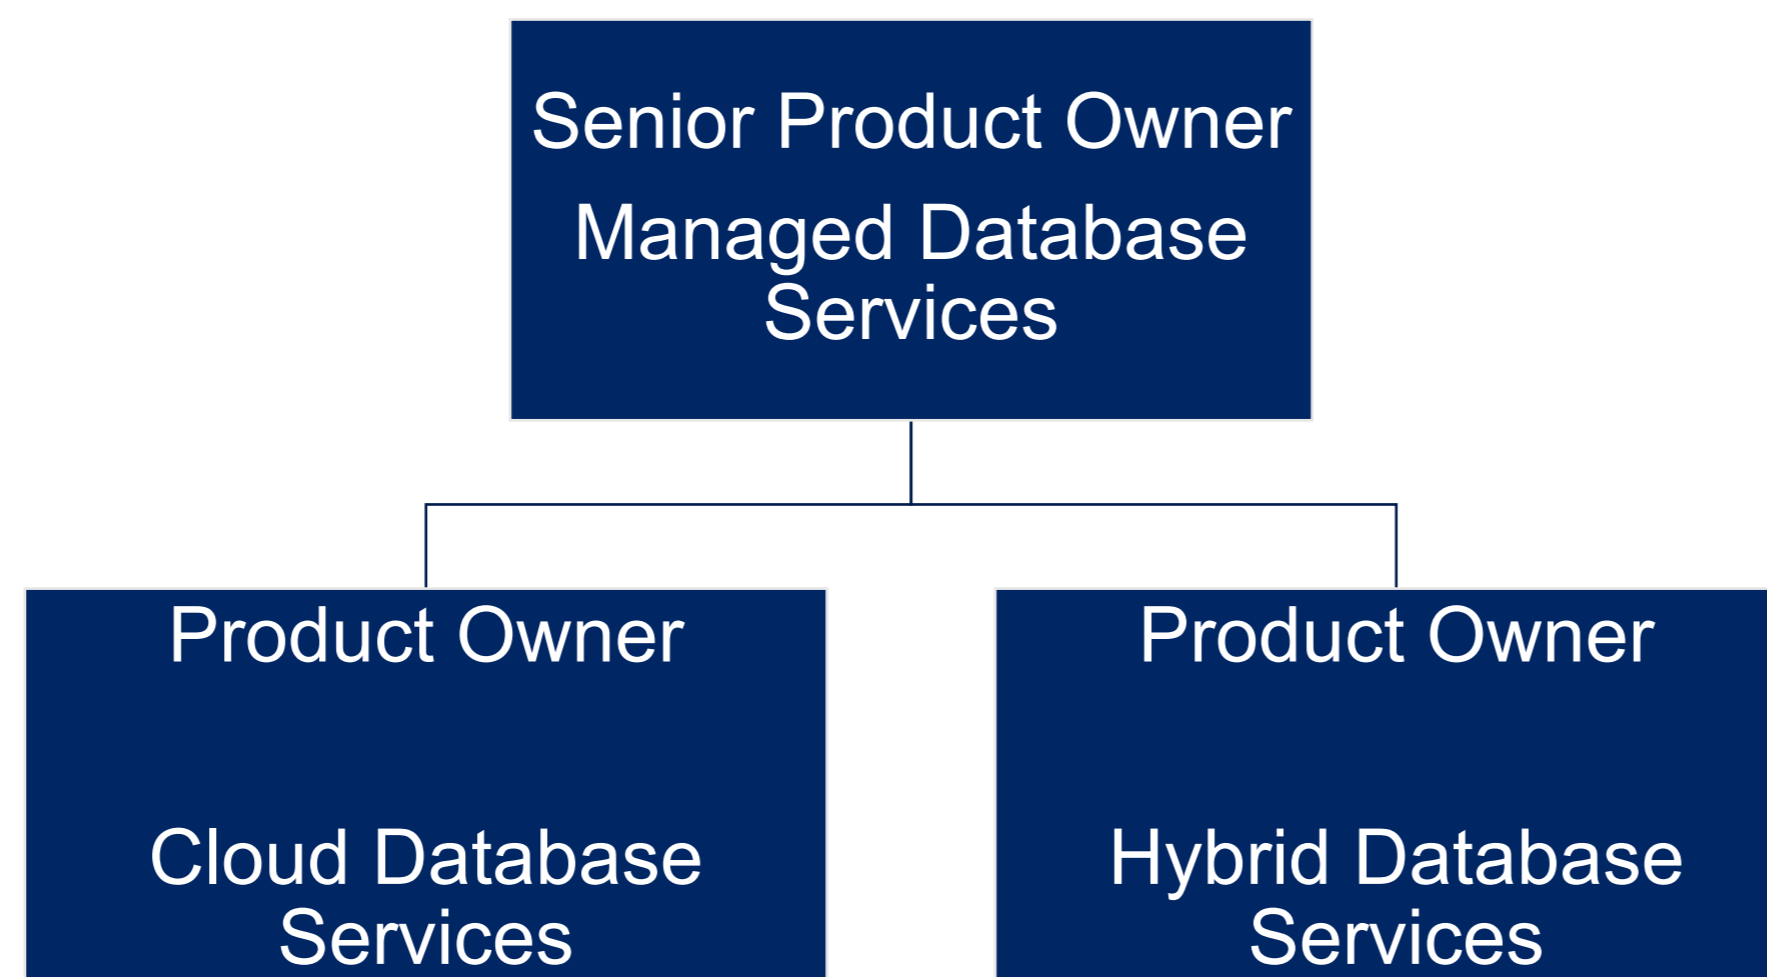 Senior Product Owner
Managed Database
Services
Product Owner
Cloud Database
Services
Product Owner
Hybrid Database
Services